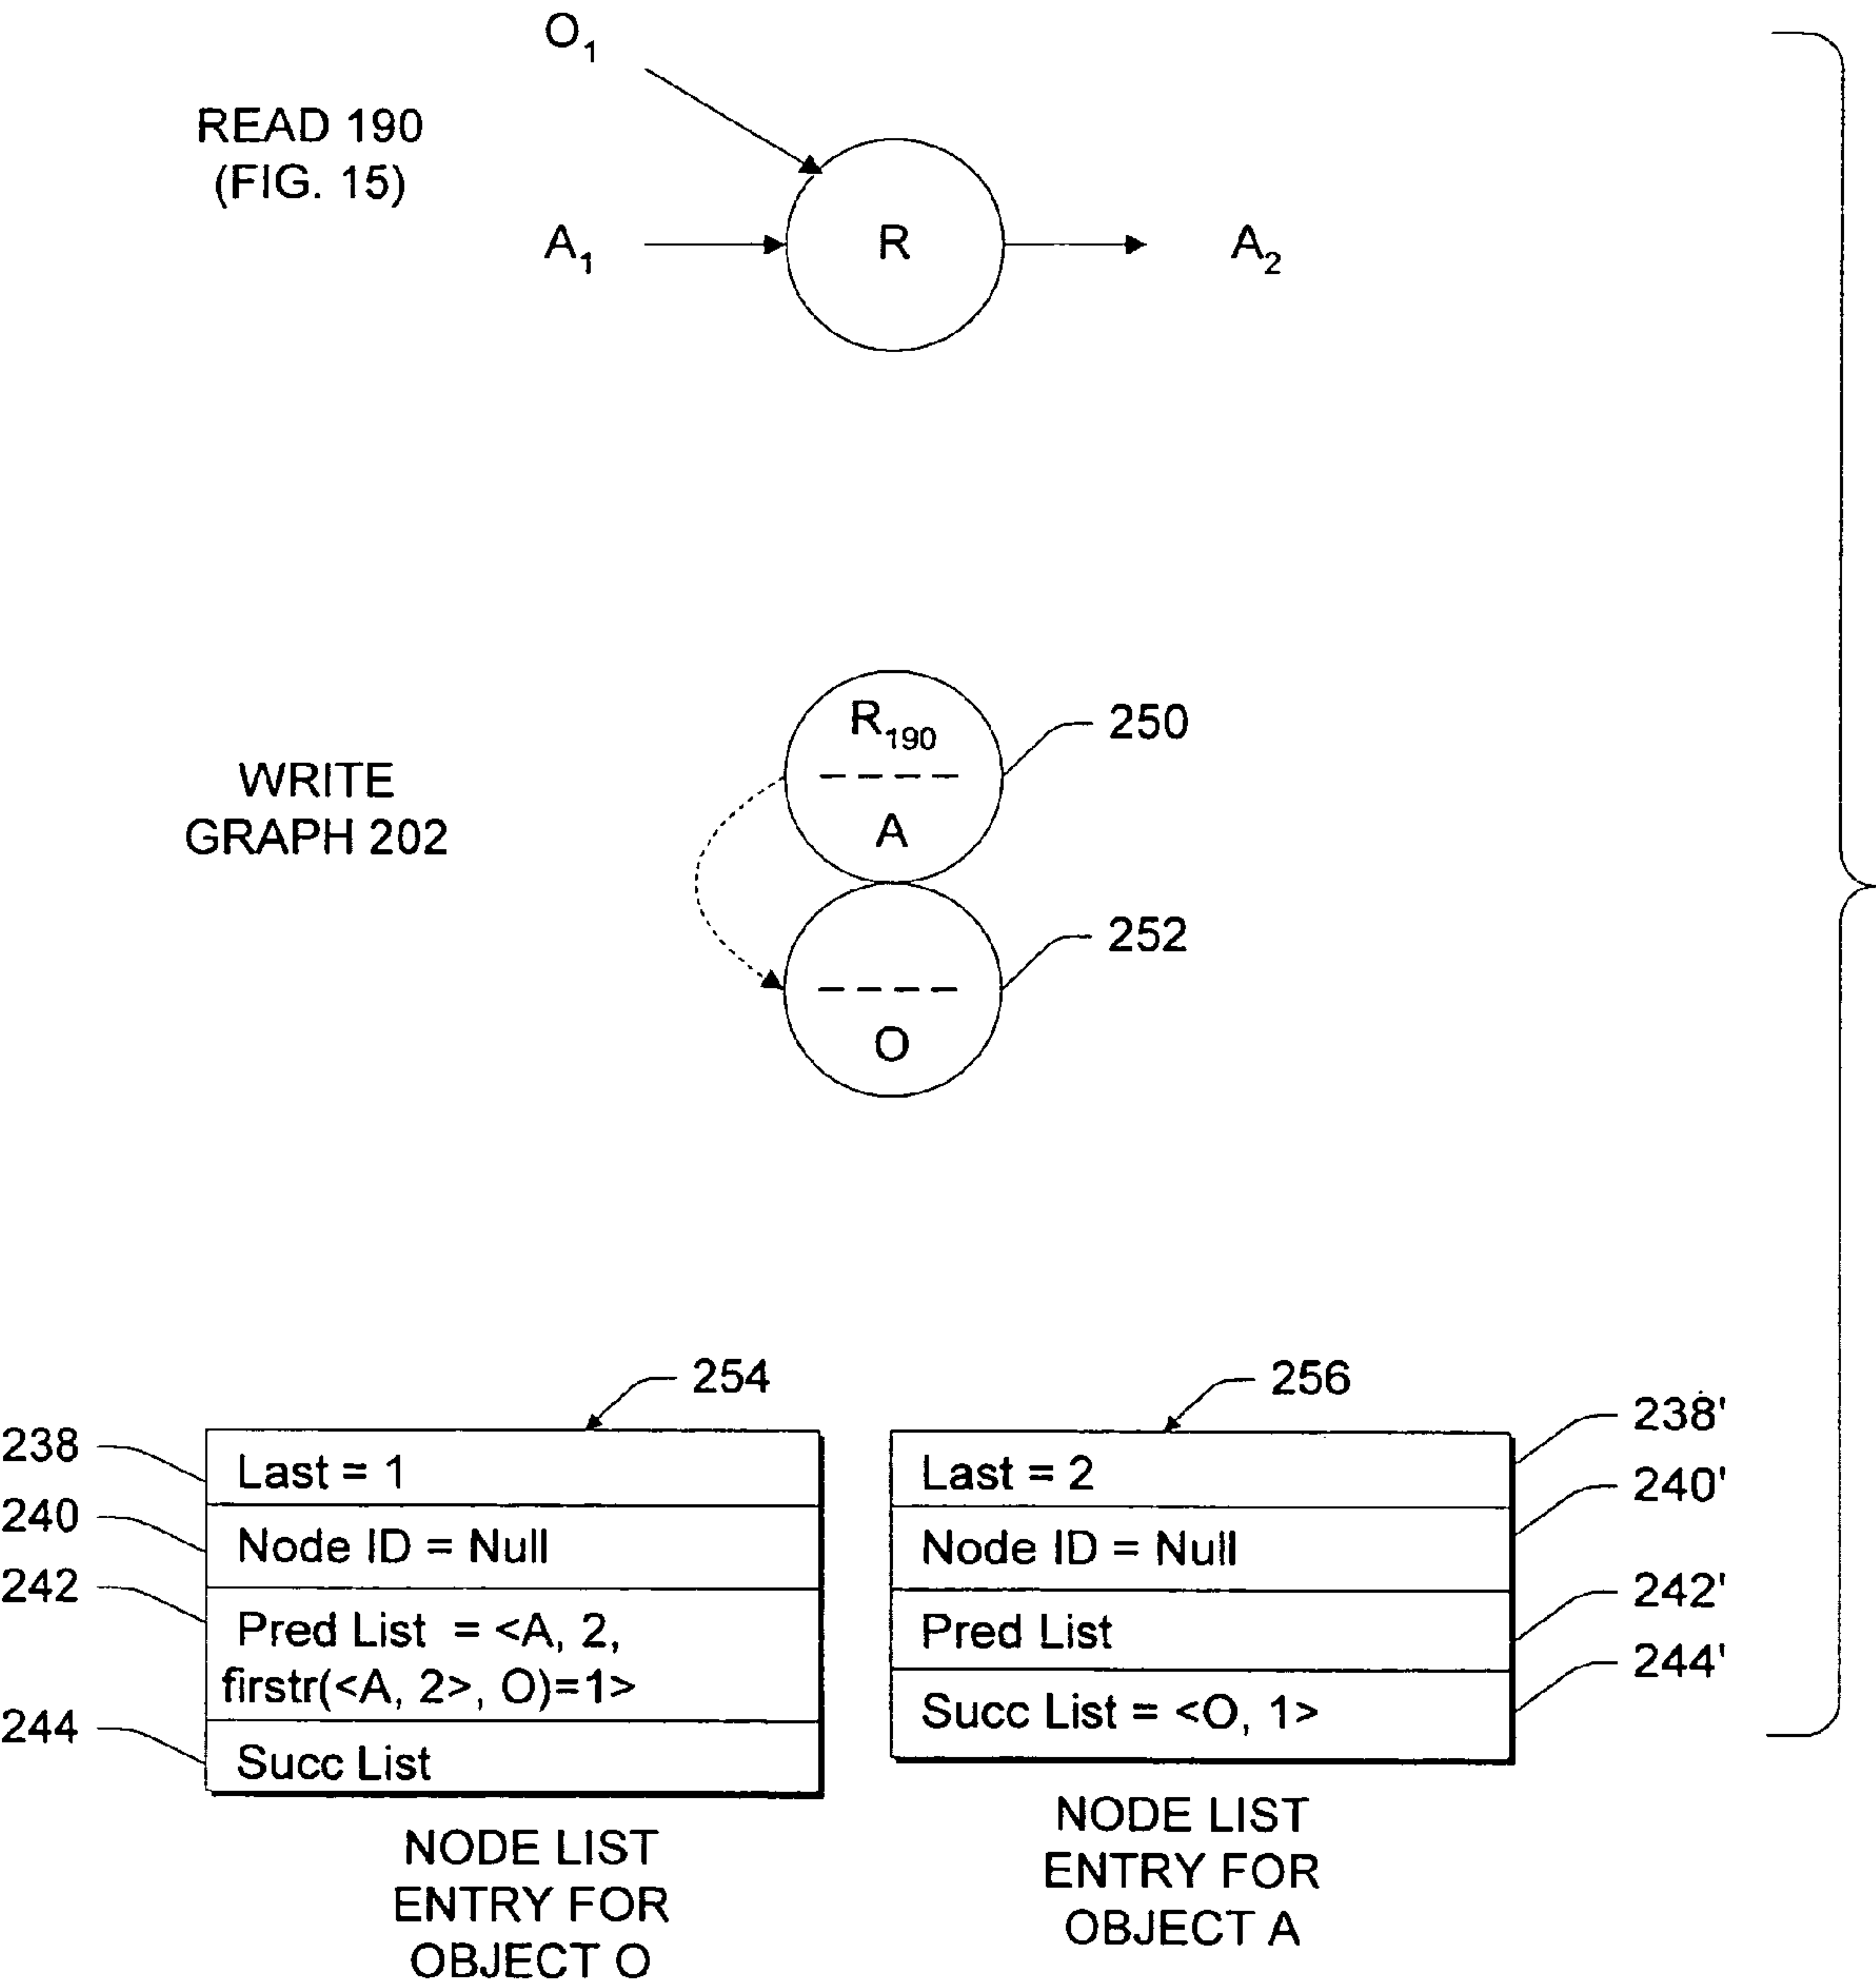 O₁
READ 190
(FIG. 15)
A₁
R
A₂
WRITE
GRAPH 202
R₁₉₀
A
250
O
252
254
238
Last = 1
240
Node ID = Null
242
Pred List = <A, 2,
firstr(<A, 2>, O)=1>
244
Succ List
NODE LIST
ENTRY FOR
OBJECT O
256
238'
Last = 2
240'
Node ID = Null
242'
Pred List
244'
Succ List = <O, 1>
NODE LIST
ENTRY FOR
OBJECT A